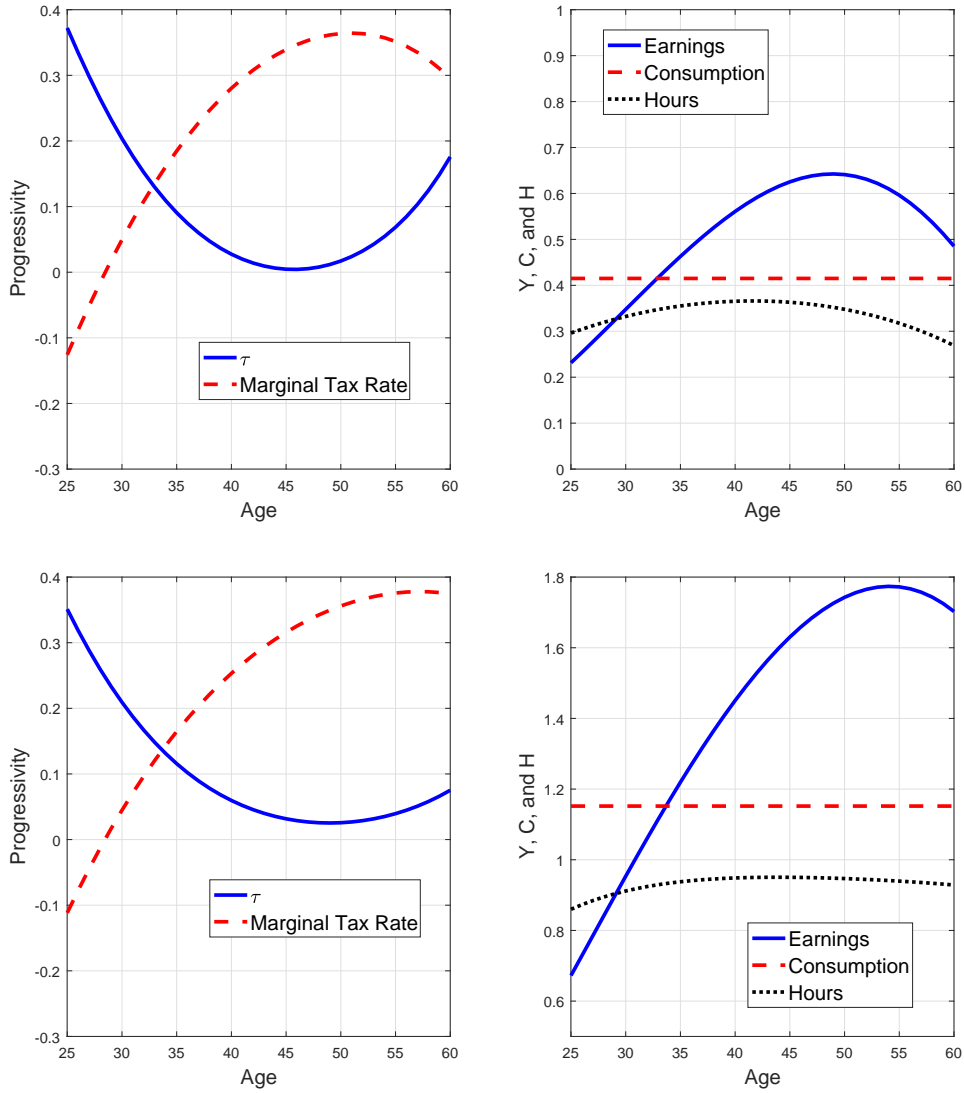 0.4
0.3
0.2
0.1
0
-0.1
-0.2
-0.3
Progressivity
τ
Marginal Tax Rate
25 30 35 40 45 50 55 60
Age
1
0.9
0.8
0.7
0.6
0.5
0.4
0.3
0.2
0.1
0
Y, C, and H
Earnings
Consumption
Hours
25 30 35 40 45 50 55 60
Age
0.4
0.3
0.2
0.1
0
-0.1
-0.2
-0.3
Progressivity
τ
Marginal Tax Rate
25 30 35 40 45 50 55 60
Age
1.8
1.6
1.4
1.2
1
0.8
0.6
Y, C, and H
Earnings
Consumption
Hours
25 30 35 40 45 50 55 60
Age